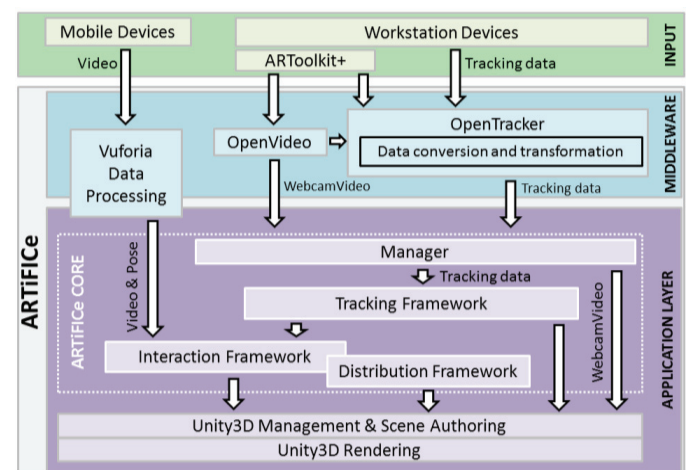 Mobile Devices
Workstation Devices
INPUT
Video
ARToolkit+
Tracking data
MIDDLEWARE
OpenTracker
OpenVideo
Data conversion and transformation
Vuforia
Data
Processing
WebcamVideo
Tracking data
ARTiFICe
ARTiFICe CORE
APPLICATION LAYER
Manager
Video & Pose
Tracking data
WebcamVideo
Tracking Framework
Interaction Framework
Distribution Framework
Unity3D Management & Scene Authoring
Unity3D Rendering